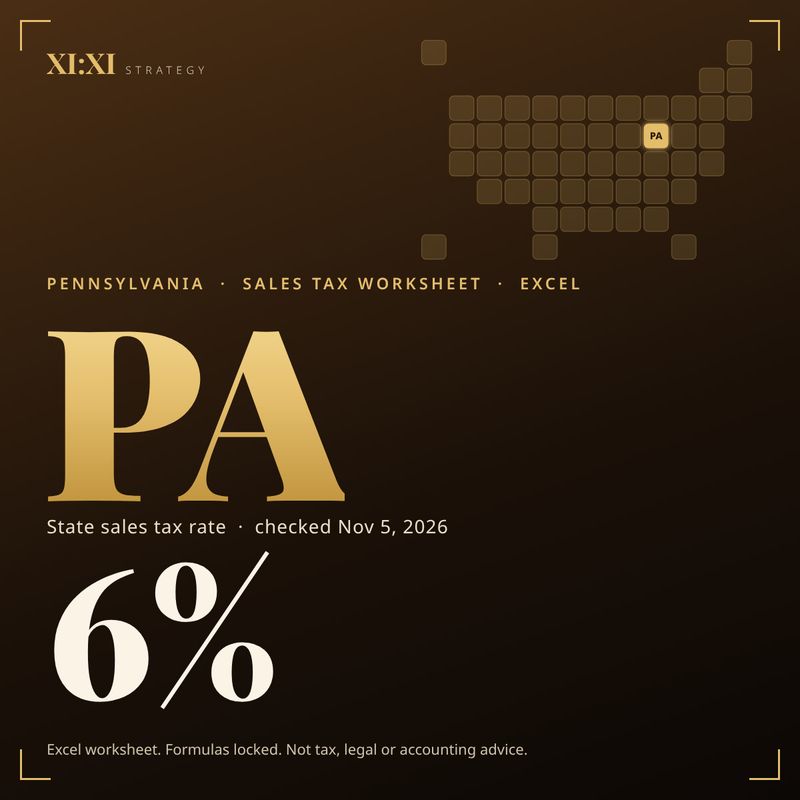 XI:XI STRATEGY
PA
PENNSYLVANIA · SALES TAX WORKSHEET · EXCEL
PA
State sales tax rate · checked Nov 5, 2026
6%
Excel worksheet. Formulas locked. Not tax, legal or accounting advice.